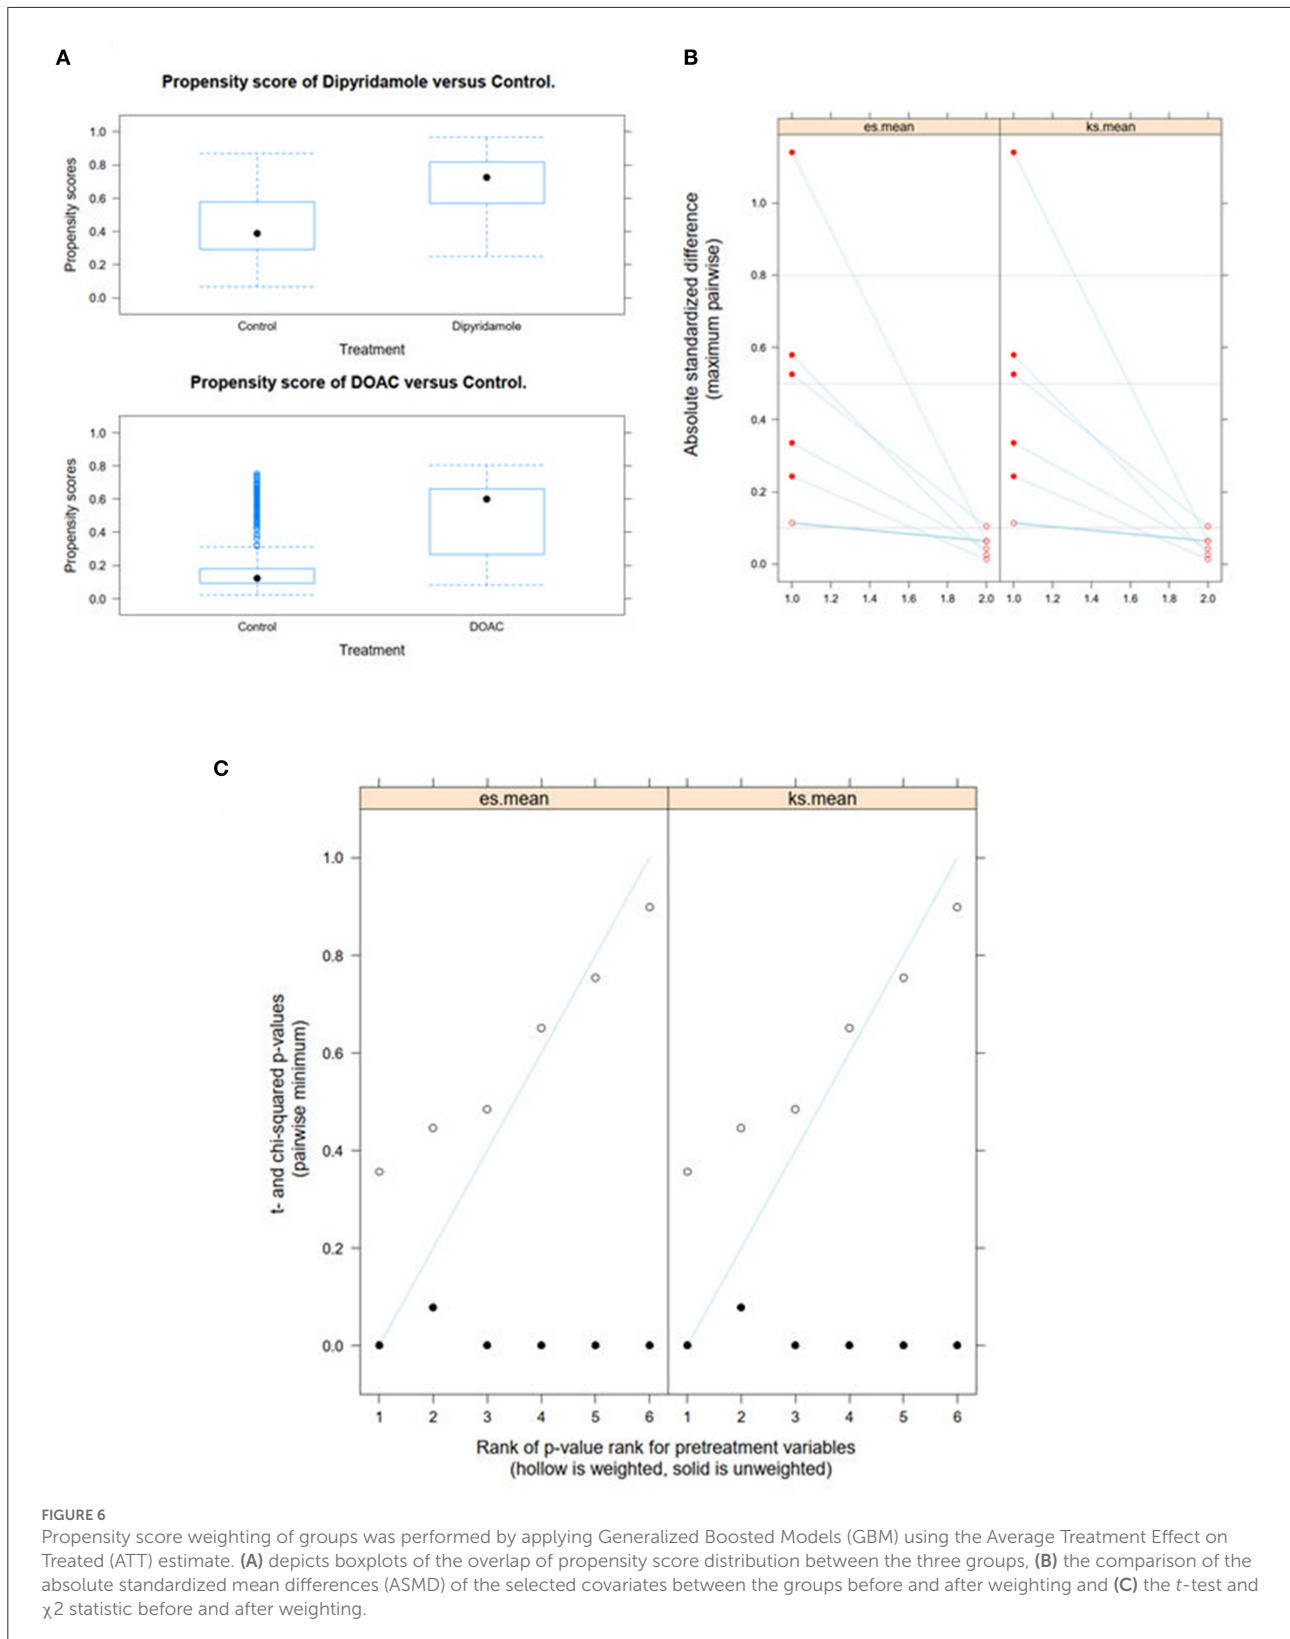 A
Propensity score of Dipyridamole versus Control.
Propensity scores
1.0
0.8
0.6
0.4
0.2
0.0
Control Dipyridamole
Treatment
Propensity score of DOAC versus Control.
Propensity scores
1.0
0.8
0.6
0.4
0.2
0.0
Control DOAC
Treatment
B
es.mean ks.mean
Absolute standardized difference
(maximum pairwise)
1.0
0.8
0.6
0.4
0.2
0.0
1.0 1.2 1.4 1.6 1.8 2.0 1.0 1.2 1.4 1.6 1.8 2.0
C
es.mean ks.mean
t- and chi-squared p-values
(pairwise minimum)
1.0
0.8
0.6
0.4
0.2
0.0
1 2 3 4 5 6 1 2 3 4 5 6
Rank of p-value rank for pretreatment variables
(hollow is weighted, solid is unweighted)
FIGURE 6
Propensity score weighting of groups was performed by applying Generalized Boosted Models (GBM) using the Average Treatment Effect on
Treated (ATT) estimate. (A) depicts boxplots of the overlap of propensity score distribution between the three groups, (B) the comparison of the
absolute standardized mean differences (ASMD) of the selected covariates between the groups before and after weighting and (C) the t-test and
χ2 statistic before and after weighting.